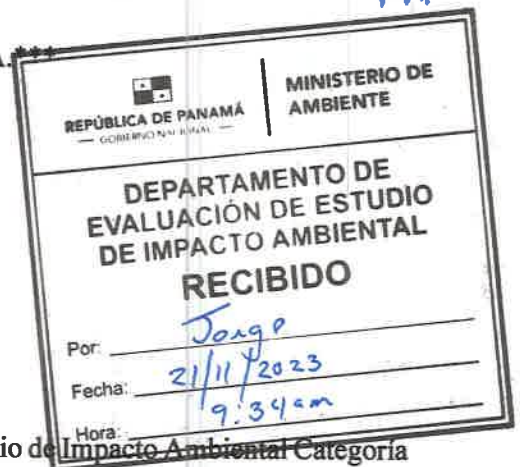 A.***
REPÚBLICA DE PANAMÁ
— GOBIERNO NACIONAL —
MINISTERIO DE
AMBIENTE
DEPARTAMENTO DE
EVALUACIÓN DE ESTUDIO
DE IMPACTO AMBIENTAL
RECIBIDO
Por: Jorge
Fecha: 21/11/2023
Hora: 9:34am
io de Impacto Ambiental Categoría